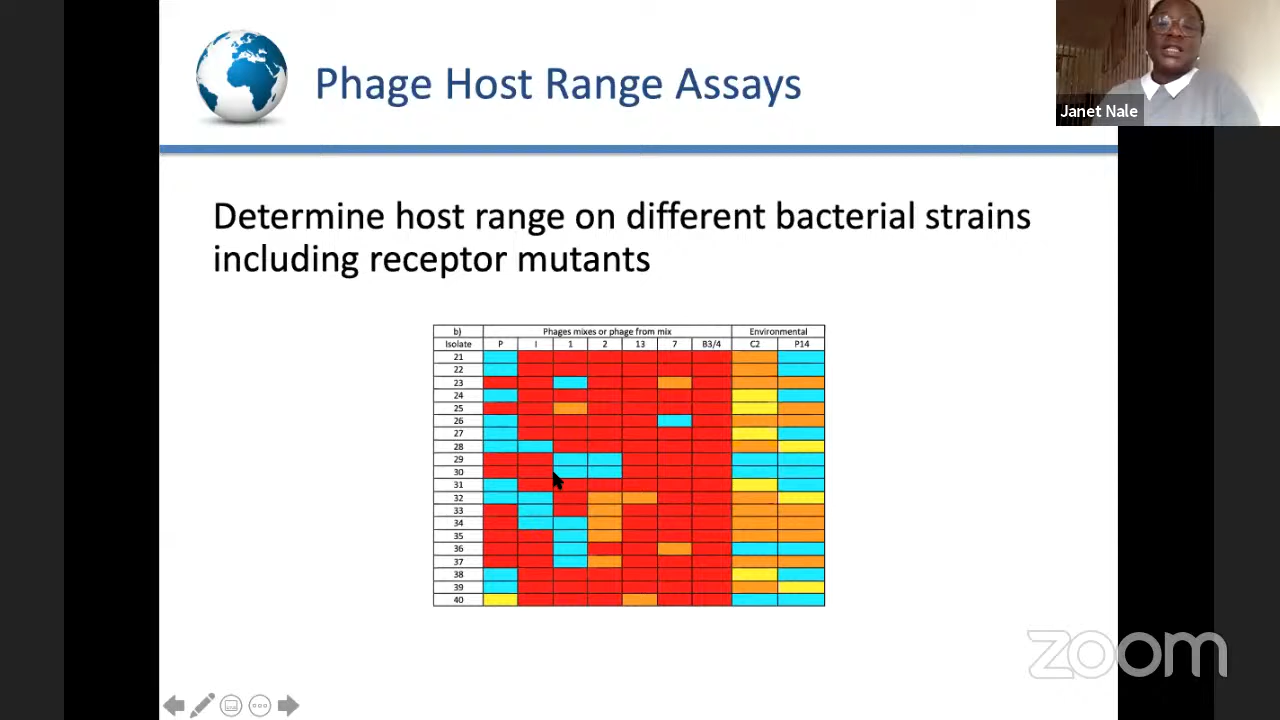 Phage Host Range Assays
Janet Nale
Determine host range on different bacterial strains
including receptor mutants
b) Phages mixes or phage from mix Environmental
Isolate P I 1 2 13 7 B3/4 C2 P14
21
22
23
24
25
26
27
28
29
30
31
32
33
34
35
36
37
38
39
40
zoom